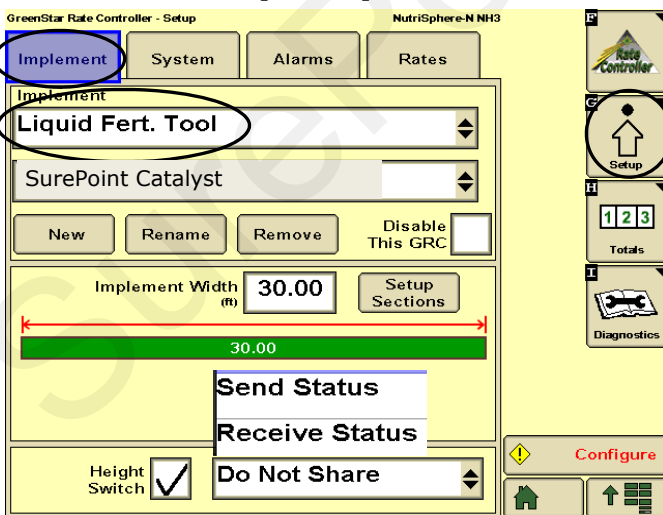 GreenStar Rate Controller - Setup NutriSphere-N NH3
Implement System Alarms Rates
Implement
Liquid Fert. Tool
SurePoint Catalyst
New Rename Remove Disable This GRC
Implement Width (ft) 30.00 Setup Sections
30.00
Send Status
Receive Status
Height Switch Do Not Share
F
Rate Controller
G
Setup
H
1 2 3
Totals
I
Diagnostics
Configure